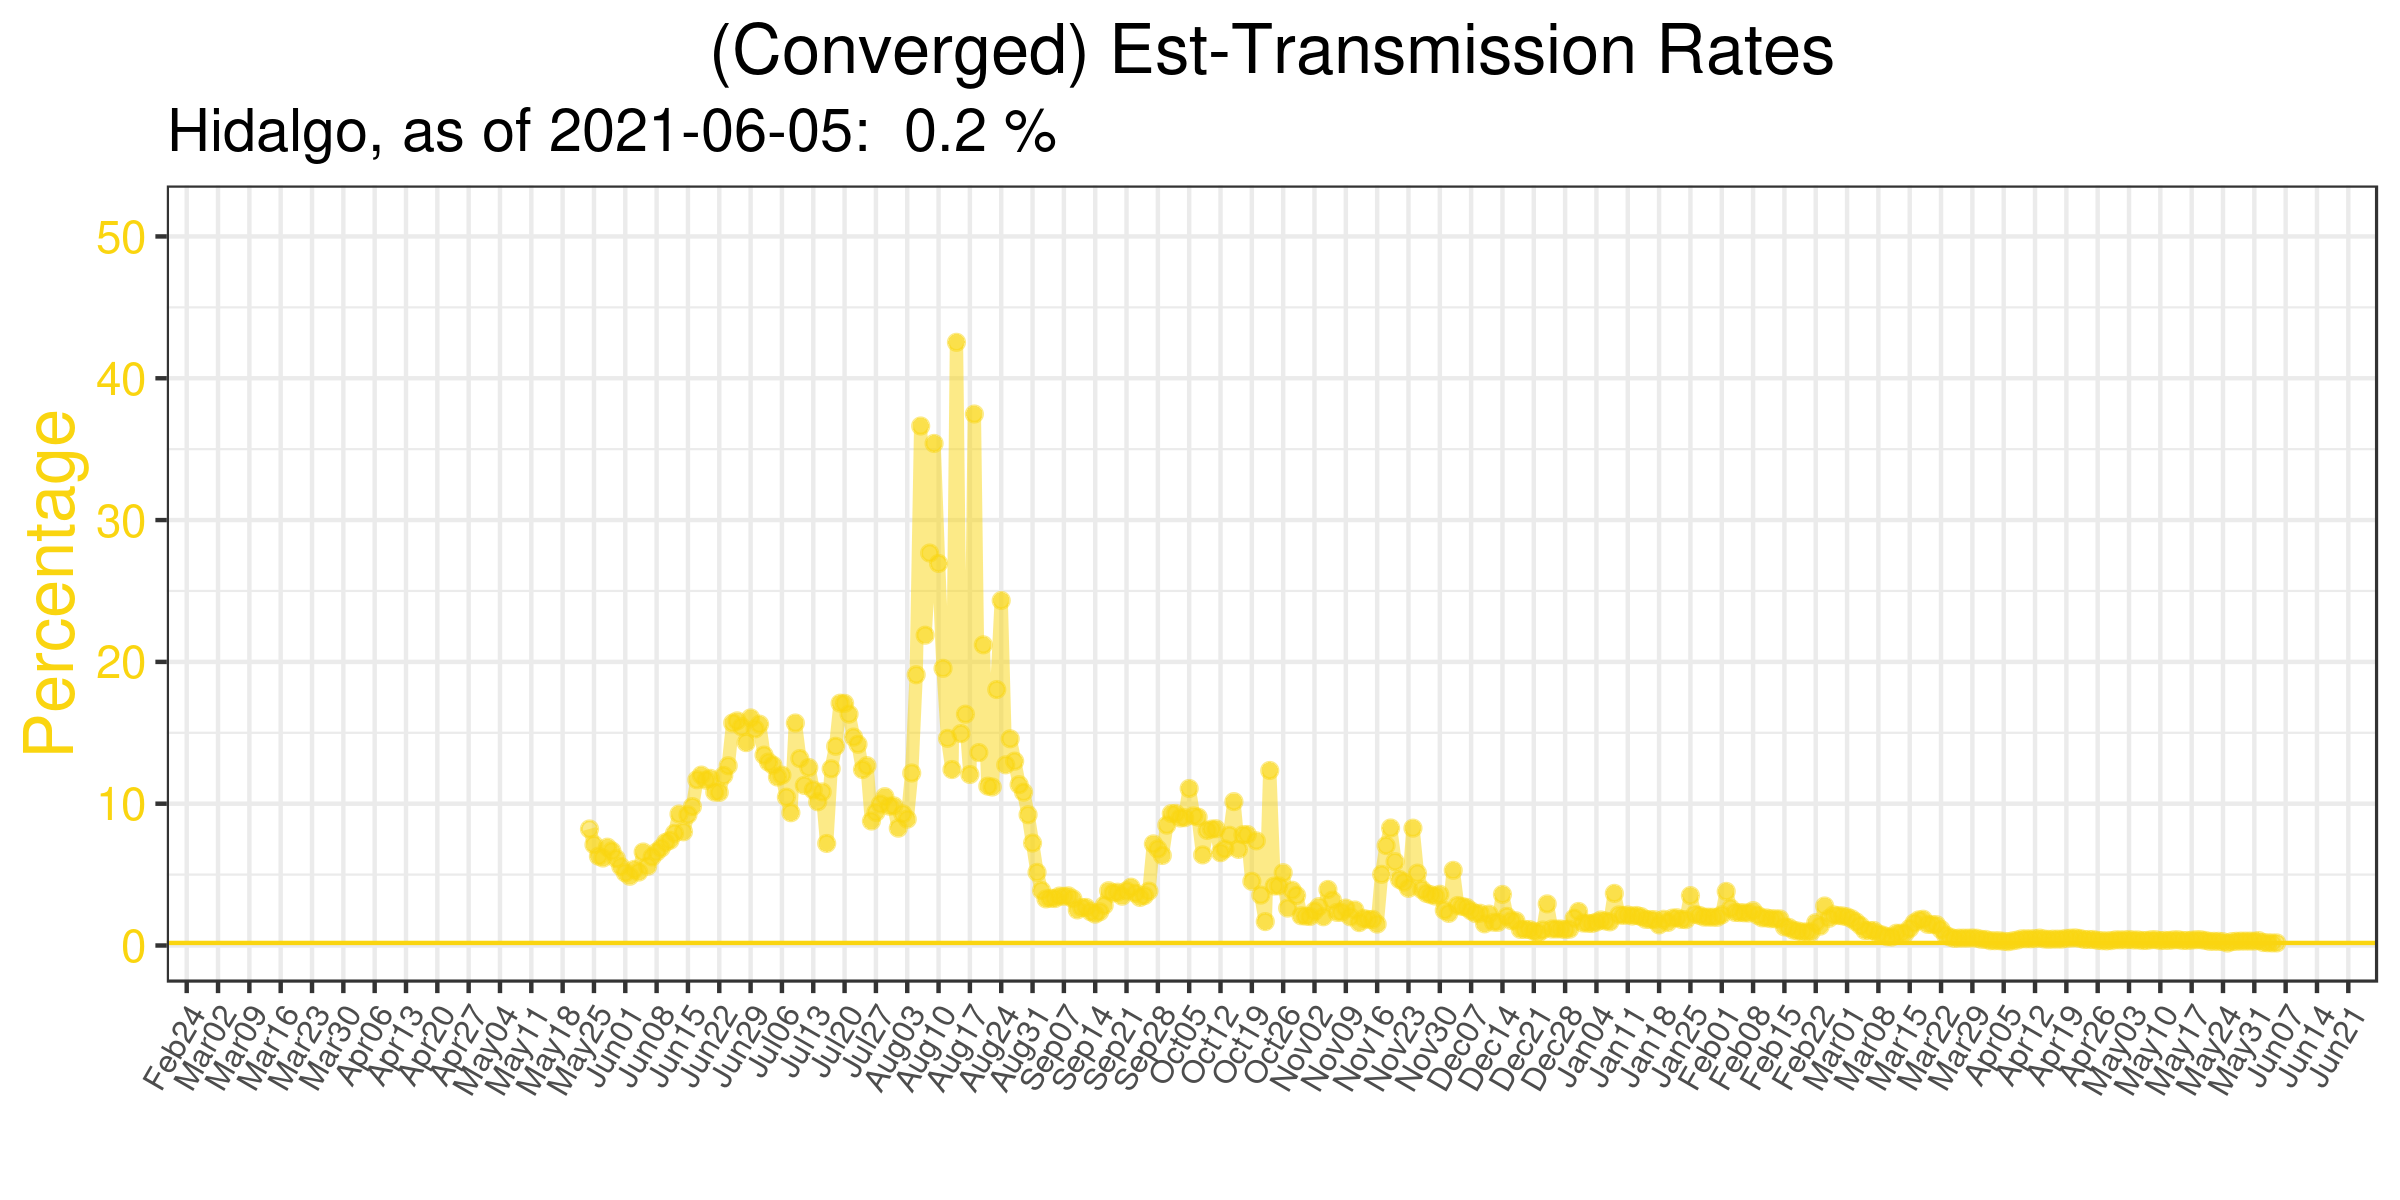 (Converged) Est-Transmission Rates
Hidalgo, as of 2021-06-05:  0.2 %
Percentage
50
40
30
20
10
0
Feb24
Mar02
Mar09
Mar16
Mar23
Mar30
Apr06
Apr13
Apr20
Apr27
May04
May11
May18
May25
Jun01
Jun08
Jun15
Jun22
Jun29
Jul06
Jul13
Jul20
Jul27
Aug03
Aug10
Aug17
Aug24
Aug31
Sep07
Sep14
Sep21
Sep28
Oct05
Oct12
Oct19
Oct26
Nov02
Nov09
Nov16
Nov23
Nov30
Dec07
Dec14
Dec21
Dec28
Jan04
Jan11
Jan18
Jan25
Feb01
Feb08
Feb15
Feb22
Mar01
Mar08
Mar15
Mar22
Mar29
Apr05
Apr12
Apr19
Apr26
May03
May10
May17
May24
May31
Jun07
Jun14
Jun21